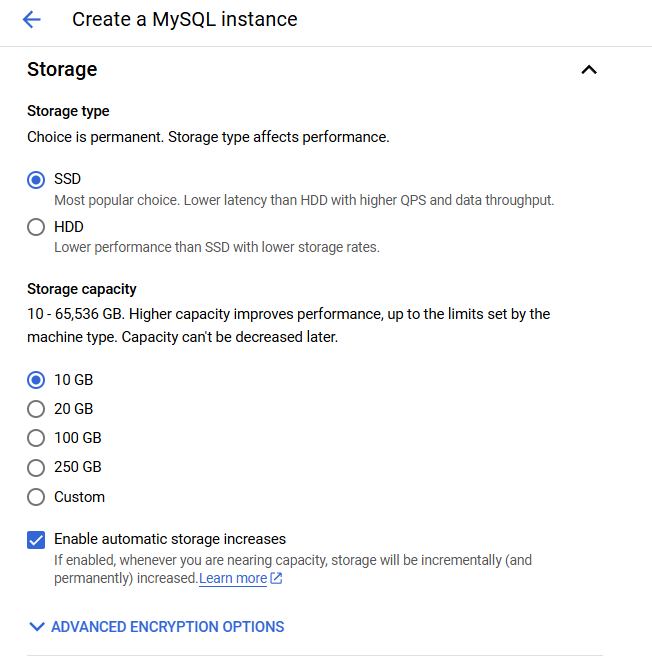 Create a MySQL instance
Storage
Storage type
Choice is permanent. Storage type affects performance.
SSD
Most popular choice. Lower latency than HDD with higher QPS and data throughput.
HDD
Lower performance than SSD with lower storage rates.
Storage capacity
10 - 65,536 GB. Higher capacity improves performance, up to the limits set by the
machine type. Capacity can't be decreased later.
10 GB
20 GB
100 GB
250 GB
Custom
Enable automatic storage increases
If enabled, whenever you are nearing capacity, storage will be incrementally (and
permanently) increased.Learn more
ADVANCED ENCRYPTION OPTIONS